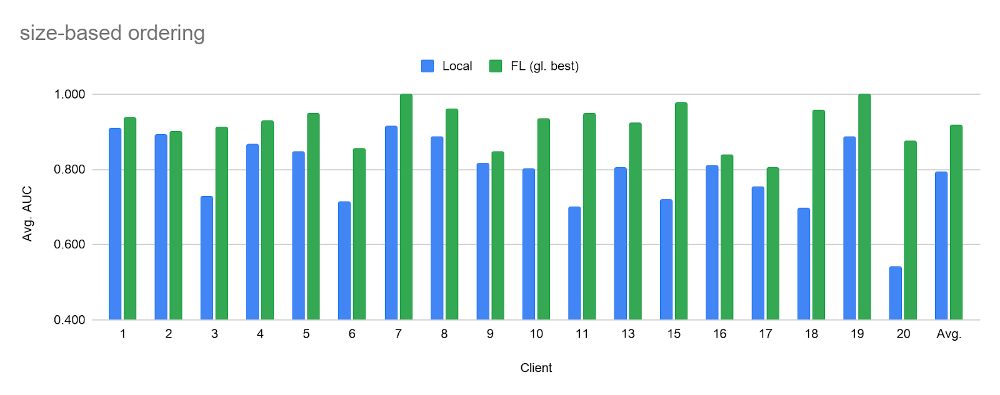 size-based ordering
Local FL (gl. best)
1.000
0.800
0.600
0.400
Avg. AUC
1 2 3 4 5 6 7 8 9 10 11 13 15 16 17 18 19 20 Avg.
Client